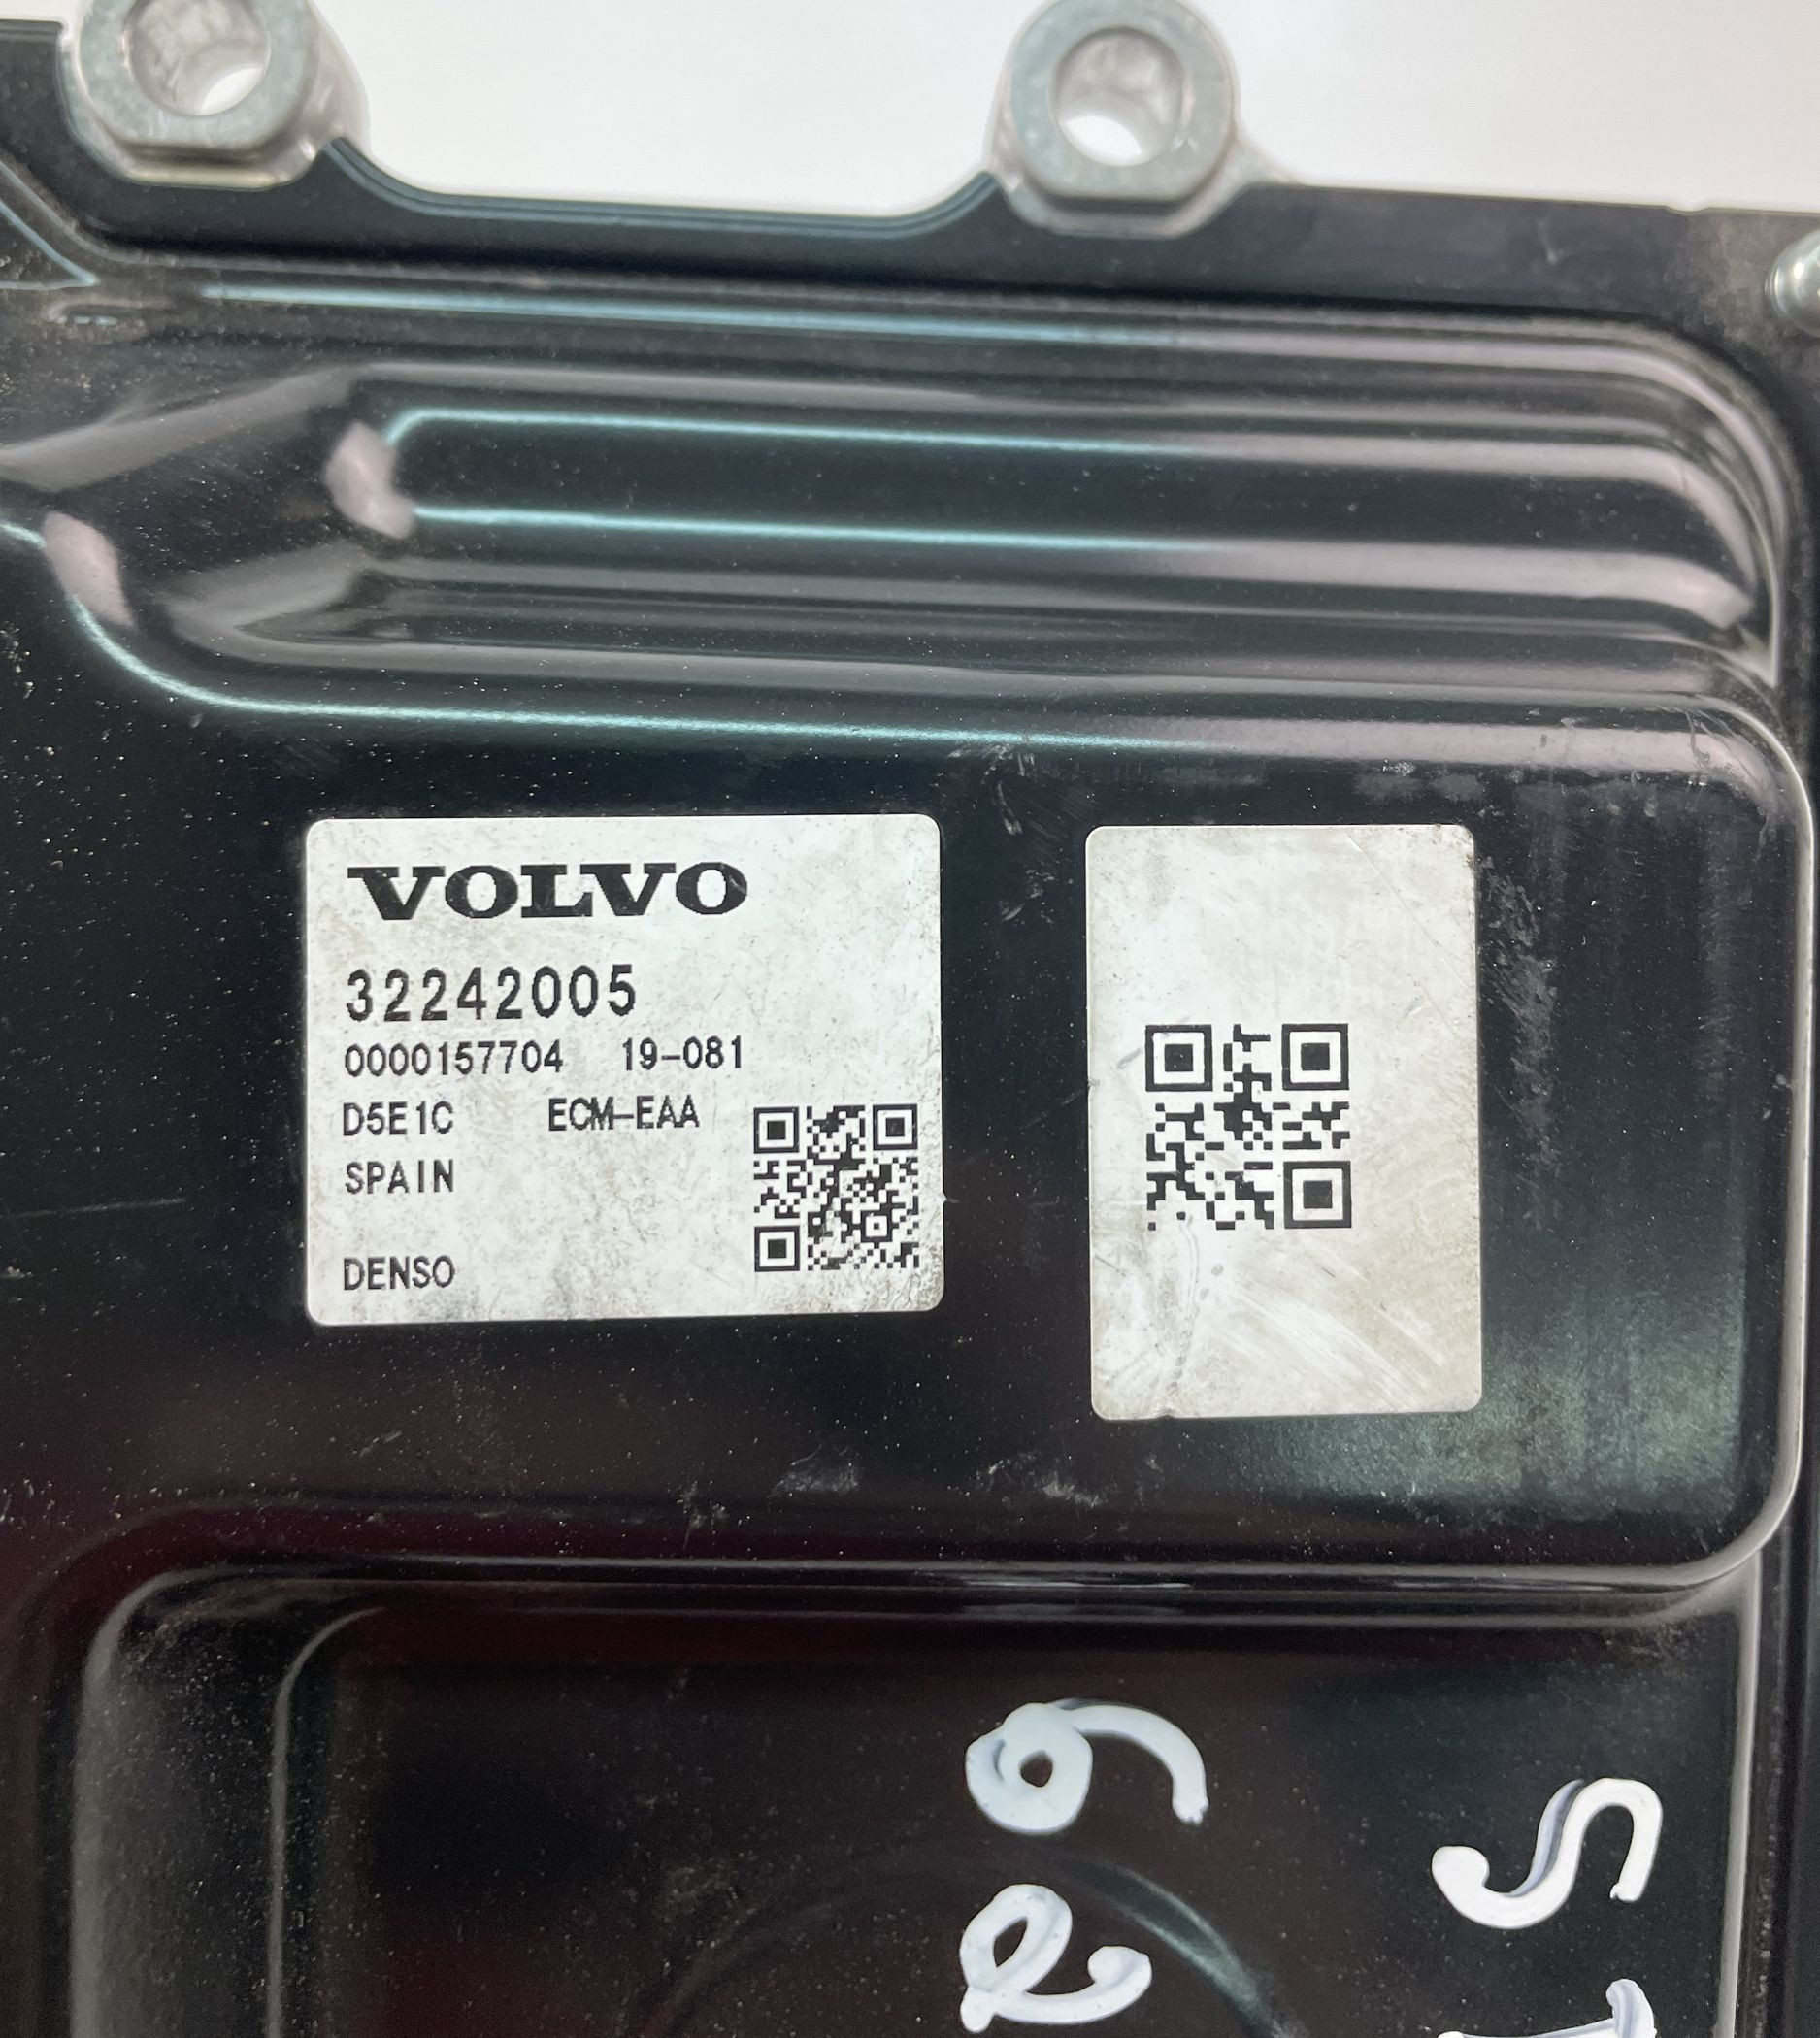 VOLVO
32242005
0000157704 19-081
D5E1C ECM-EAA
SPAIN
DENSO